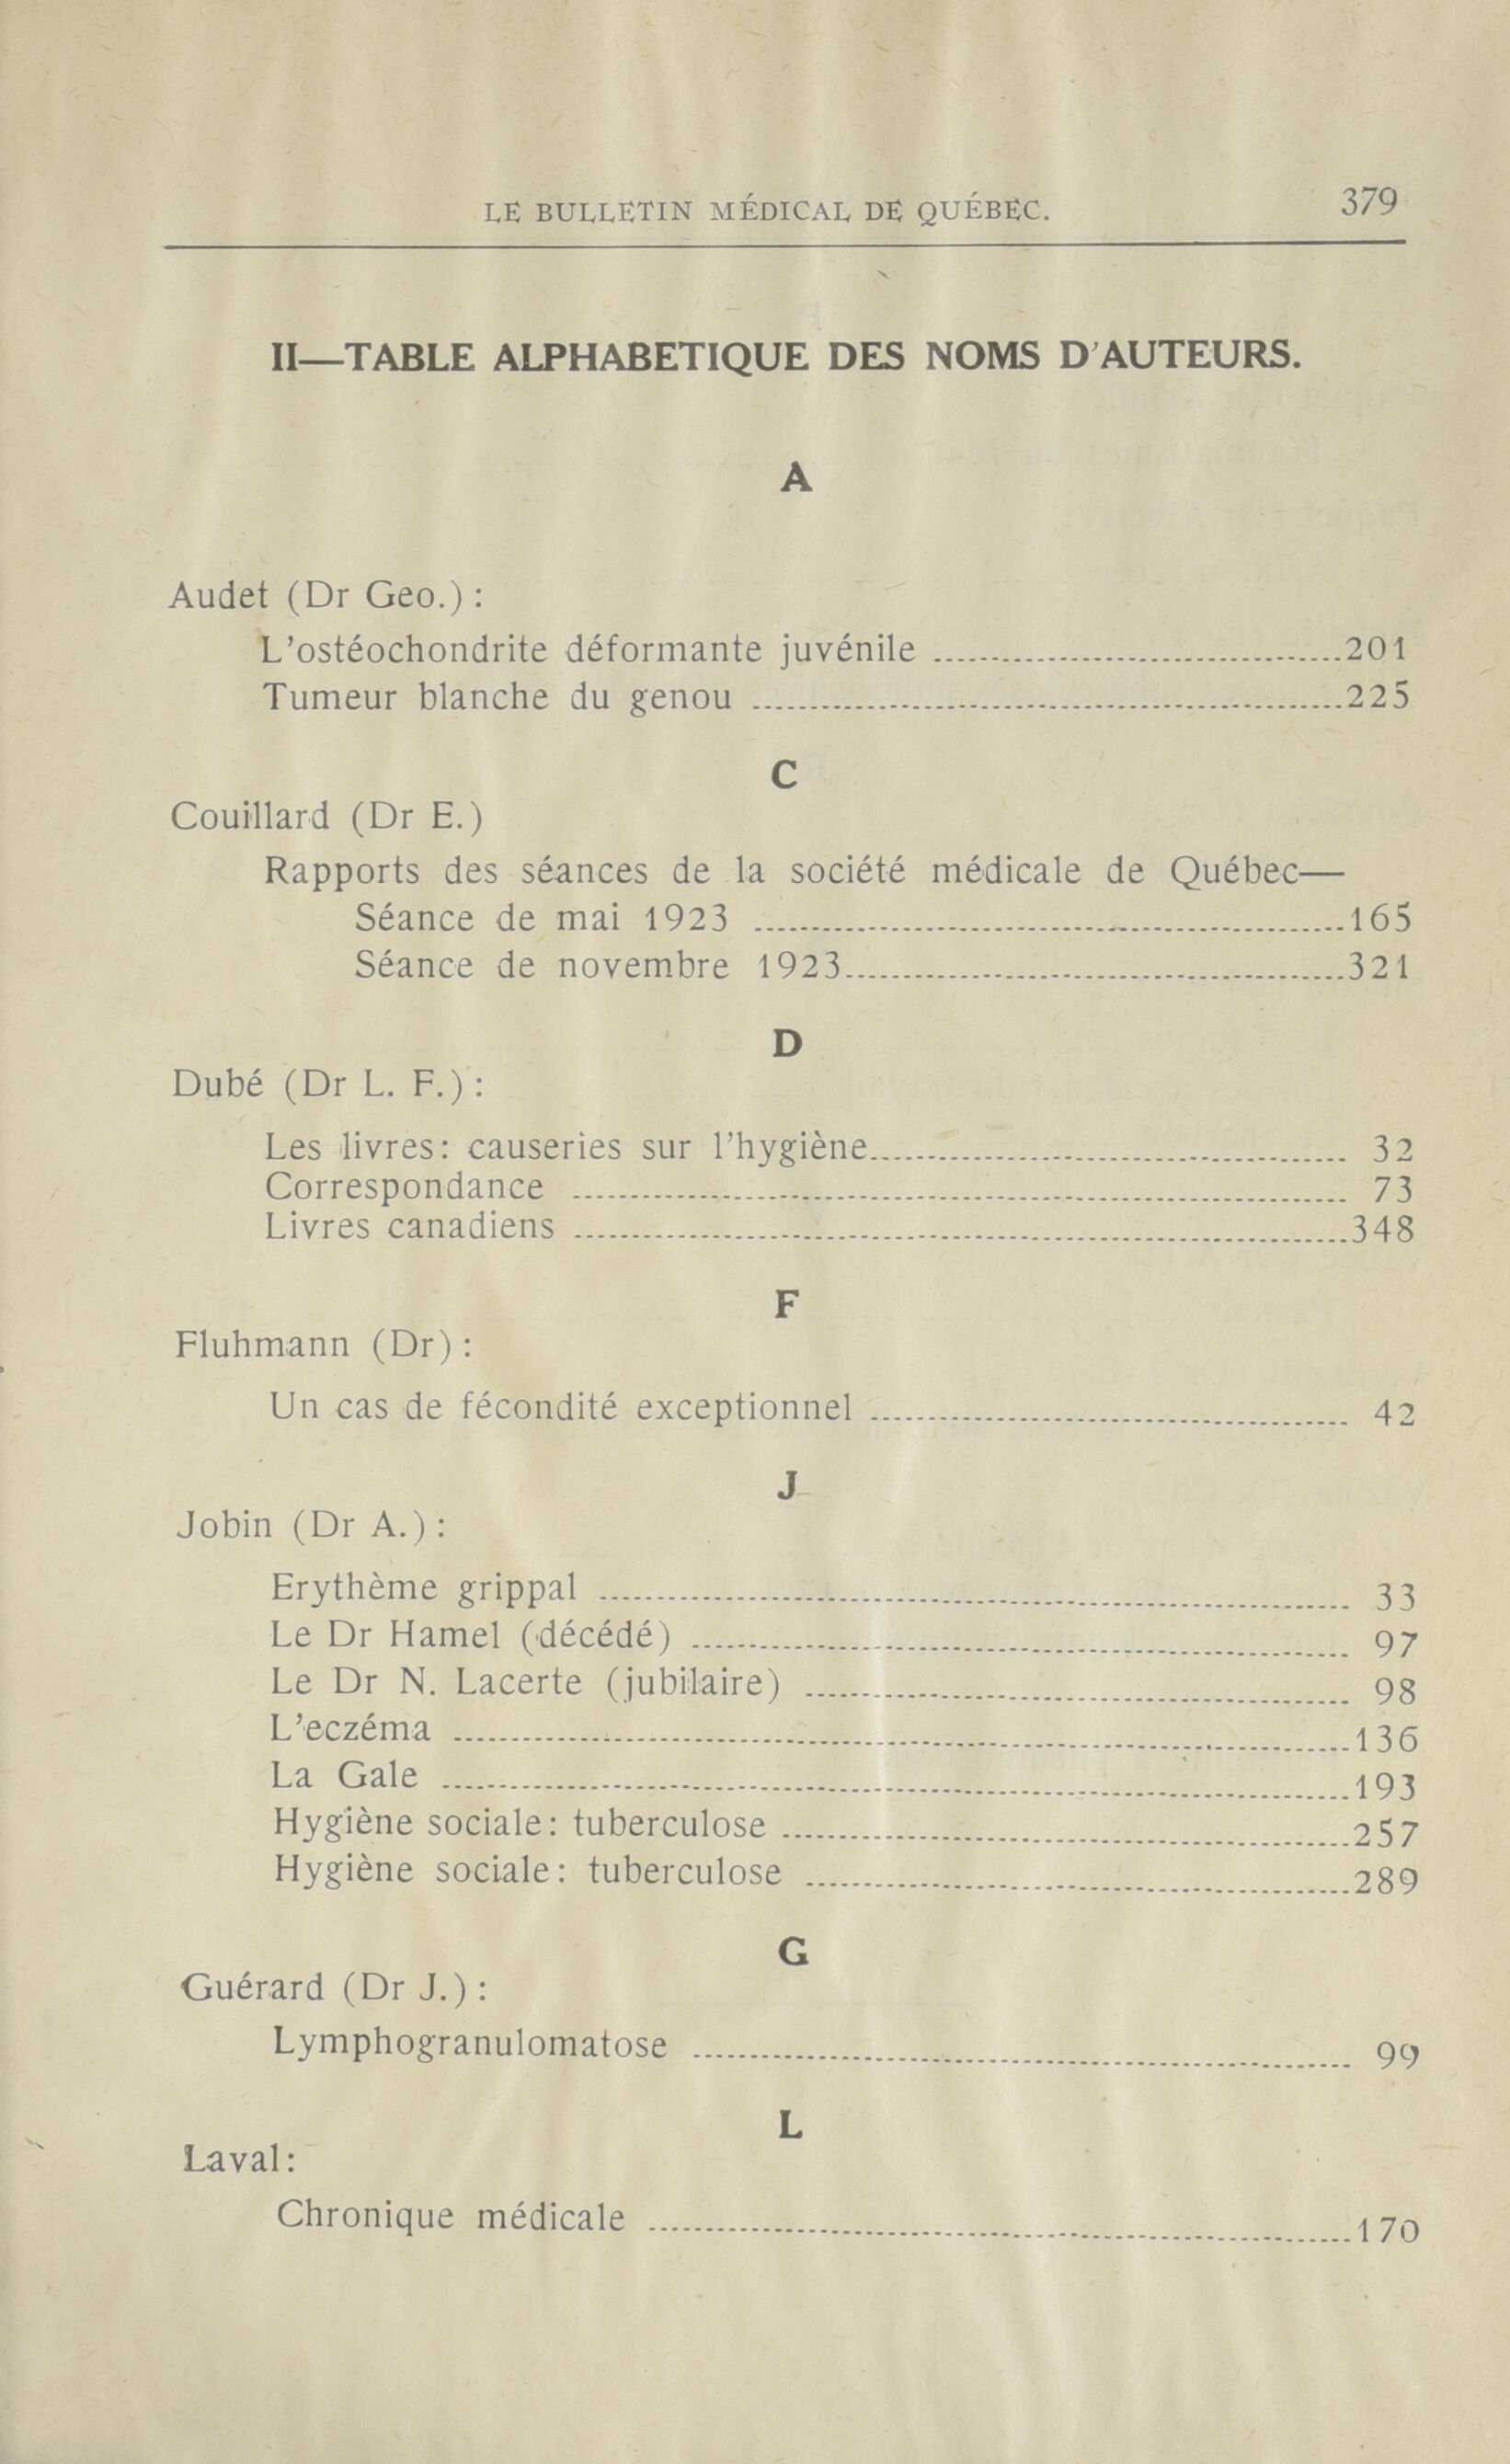 LE BULLETIN MÉDICAL DE QUÉBEC. 379
II—TABLE ALPHABETIQUE DES NOMS D'AUTEURS.
A
Audet (Dr Geo.):
L'ostéochondrite déformante juvénile ........ 201
Tumeur blanche du genou ........ 225
C
Couillard (Dr E.)
Rapports des séances de la société médicale de Québec—
Séance de mai 1923 ........ 165
Séance de novembre 1923 ........ 321
D
Dubé (Dr L. F.):
Les livres: causeries sur l'hygiène ........ 32
Correspondance ........ 73
Livres canadiens ........ 348
F
Fluhmann (Dr):
Un cas de fécondité exceptionnel ........ 42
J
Jobin (Dr A.):
Erythème grippal ........ 33
Le Dr Hamel (décédé) ........ 97
Le Dr N. Lacerte (jubilaire) ........ 98
L'eczéma ........ 136
La Gale ........ 193
Hygiène sociale: tuberculose ........ 257
Hygiène sociale: tuberculose ........ 289
G
Guérard (Dr J.):
Lymphogranulomatose ........ 99
L
Laval:
Chronique médicale ........ 170